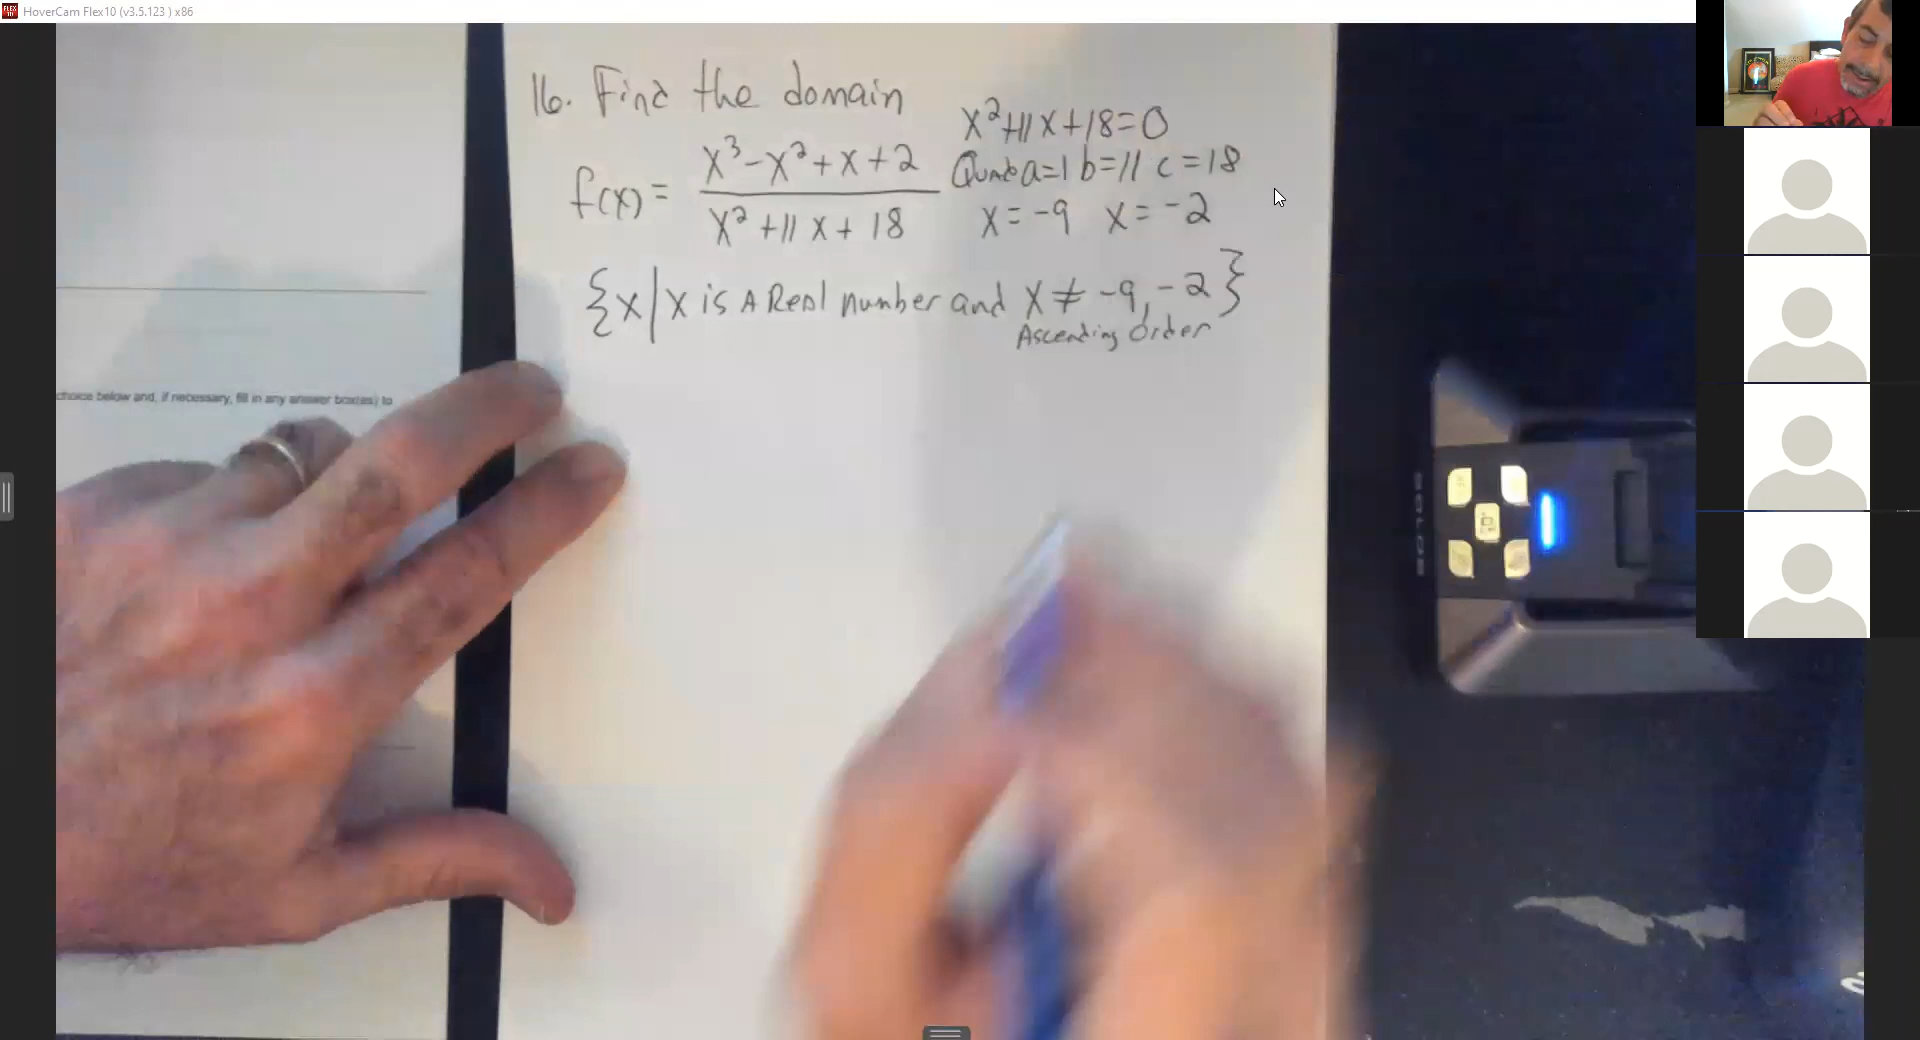 HoverCam Flex10 (v3.5.123 ) x86
16. Find the domain
f(x) = x³-x²+x+2 / x²+11x+18
x²+11x+18=0
a=1 b=11 c=18
x=-9 x=-2
{x|x is a Real number and x≠-9,-2}
Ascending Order
choice below and, if necessary, fill in any answer box(es) to